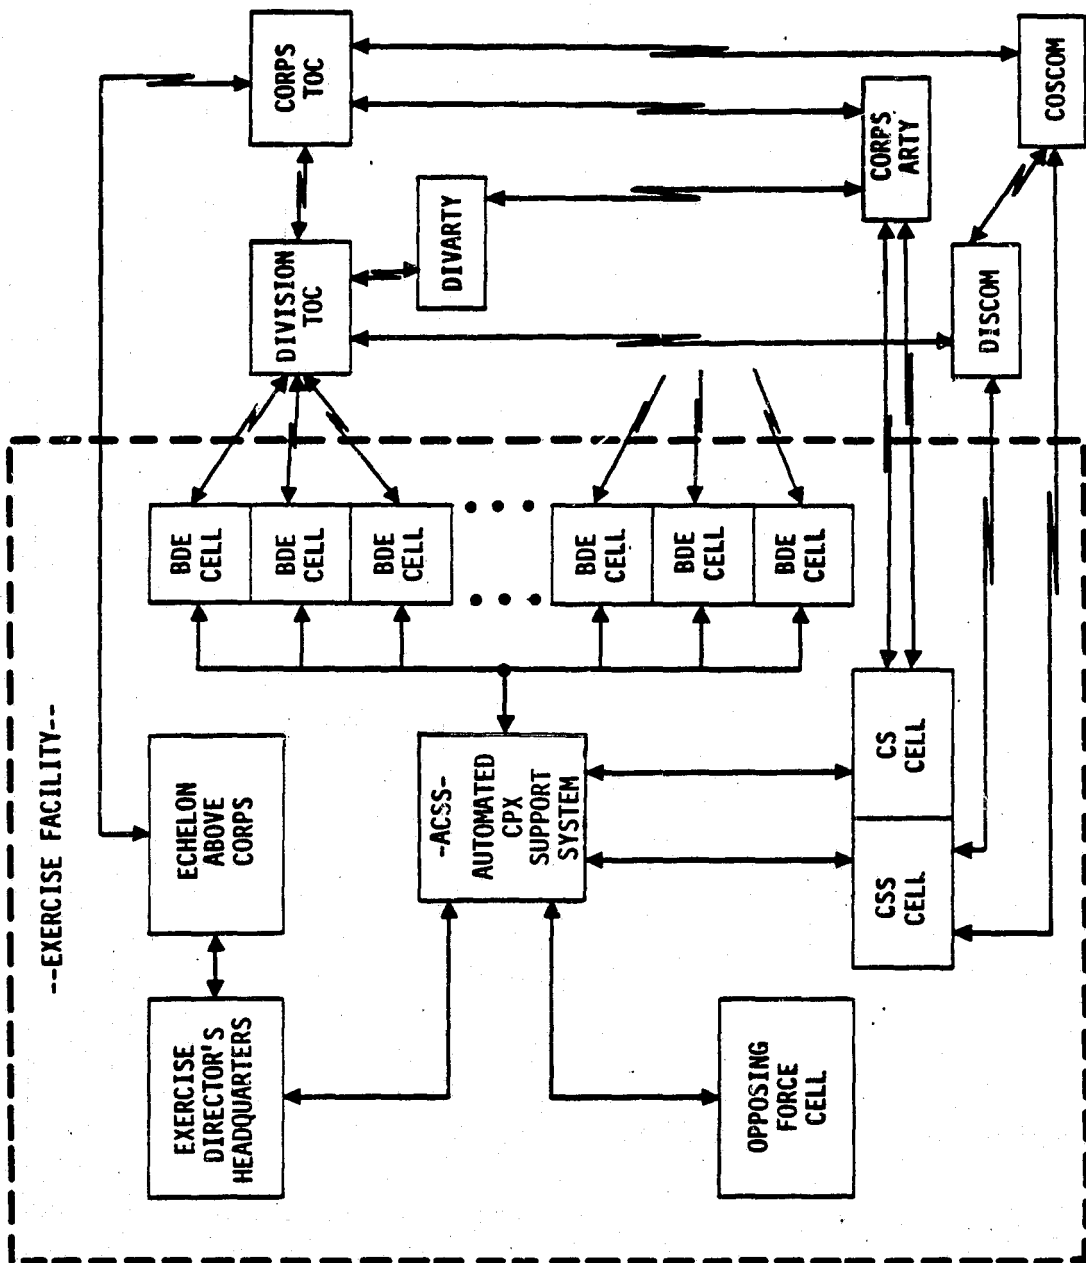 --EXERCISE FACILITY--
EXERCISE
DIRECTOR'S
HEADQUARTERS
ECHELON
ABOVE
CORPS
BDE
CELL
BDE
CELL
BDE
CELL
BDE
CELL
BDE
CELL
BDE
CELL
DIVISION
TOC
CORPS
TOC
-ACSS-
AUTOMATED
CPX
SUPPORT
SYSTEM
DIVARTY
OPPOSING
FORCE
CELL
CSS
CELL
CS
CELL
CORPS
ARTY
DISCOM
COSCOM